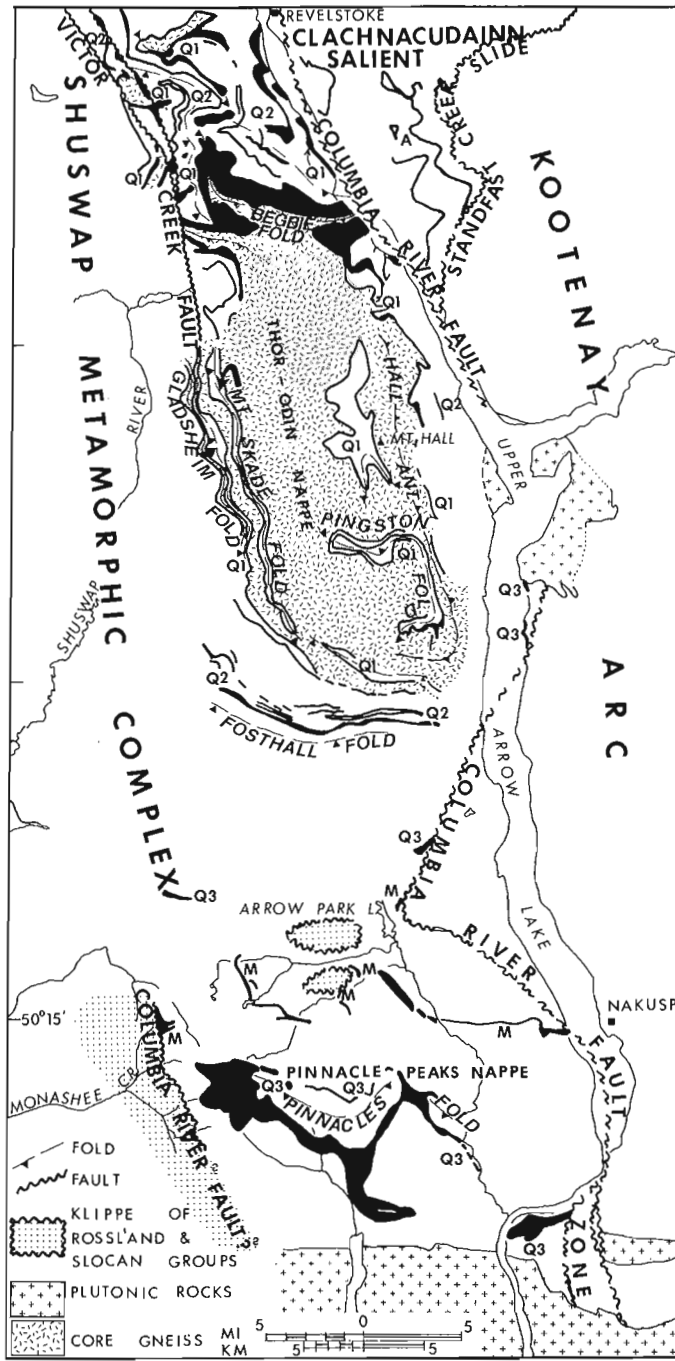 REVELSTOKE
CLACHNACUDAINN
SALIENT
VICTOR
CREEK
FAULT
Q2
Q1
Q1
Q2
Q2
Q1
Q1
Q1
A
STANDFAST
CREEK
SLIDE
COLUMBIA
RIVER
FAULT
SHUSWAP
METAMORPHIC
COMPLEX
KOOTENAY
ARC
BEGBIE
FOLD
Q1
THOR-ODIN
NAPPE
HALL
ANT.
Q2
MT. HALL
Q1
Q1
RIVER
GLADSHEIM
FOLD
Q1
MT.
SKADE
FOLD
PINGSTON
FOLD
Q1
UPPER
ARROW
LAKE
Q3
Q3
SHUSWAP
Q1
Q2
Q2
FOSTHALL FOLD
COLUMBIA
RIVER
FAULT
ZONE
Q3
Q3
ARROW PARK L
M
M
M
M
M
NAKUSP
50°15'
COLUMBIA
RIVER
FAULT
M
MONASHEE CR.
PINNACLE PEAKS NAPPE
Q3
Q3
PINNACLES
FOLD
Q3
Q3
FOLD
FAULT
KLIPPE OF
ROSSLAND &
SLOCAN GROUPS
PLUTONIC ROCKS
CORE GNEISS
MI
KM
5 0 5
5 5